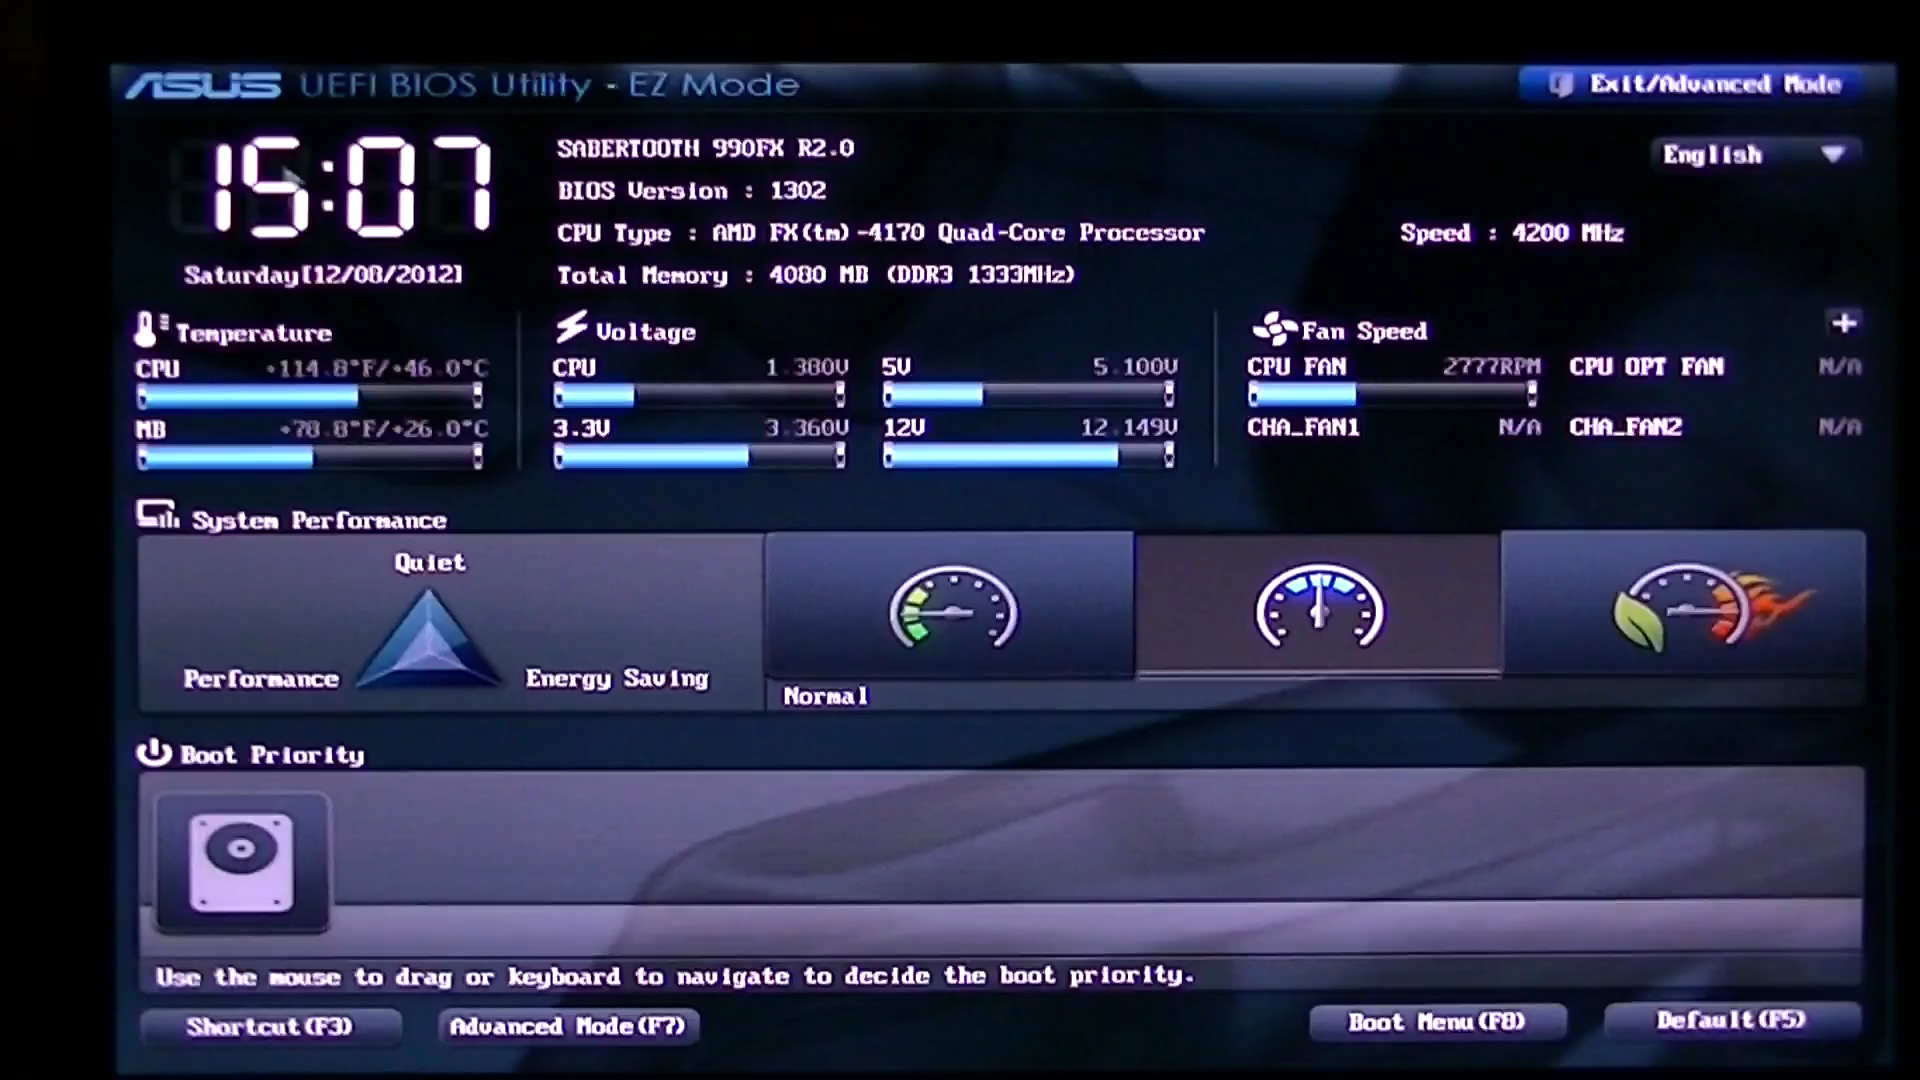 ASUS UEFI BIOS Utility - EZ Mode
Exit/Advanced Mode
15:07
Saturday[12/08/2012]
SABERTOOTH 990FX R2.0
BIOS Version : 1302
CPU Type : AMD FX(tm)-4170 Quad-Core Processor
Speed : 4200 MHz
Total Memory : 4080 MB (DDR3 1333MHz)
English
Temperature
CPU +114.8°F/+46.0°C
MB +78.8°F/+26.0°C
Voltage
CPU 1.380V 5V 5.100V
3.3V 3.360V 12V 12.149V
Fan Speed
CPU FAN 2777RPM CPU OPT FAN N/A
CHA_FAN1 N/A CHA_FAN2 N/A
System Performance
Quiet
Performance
Energy Saving
Normal
Boot Priority
Use the mouse to drag or keyboard to navigate to decide the boot priority.
Shortcut(F3)
Advanced Mode(F7)
Boot Menu(F8)
Default(F5)